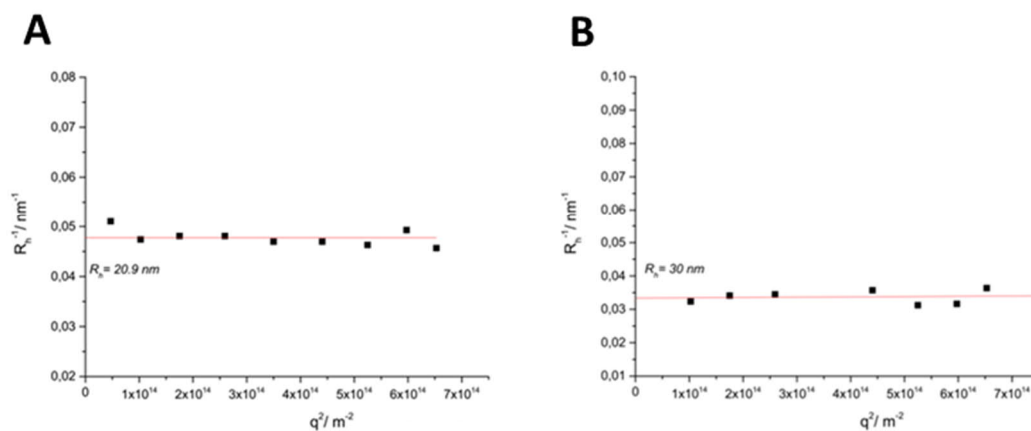 A
0,08
0,07
0,06
0,05
0,04
0,03
0,02
R_h^-1/ nm^-1
R_h= 20.9 nm
0 1x10^14 2x10^14 3x10^14 4x10^14 5x10^14 6x10^14 7x10^14
q^2/ m^-2
B
0,10
0,09
0,08
0,07
0,06
0,05
0,04
0,03
0,02
0,01
R_h^-1/ nm^-1
R_h= 30 nm
0 1x10^14 2x10^14 3x10^14 4x10^14 5x10^14 6x10^14 7x10^14
q^2/ m^-2